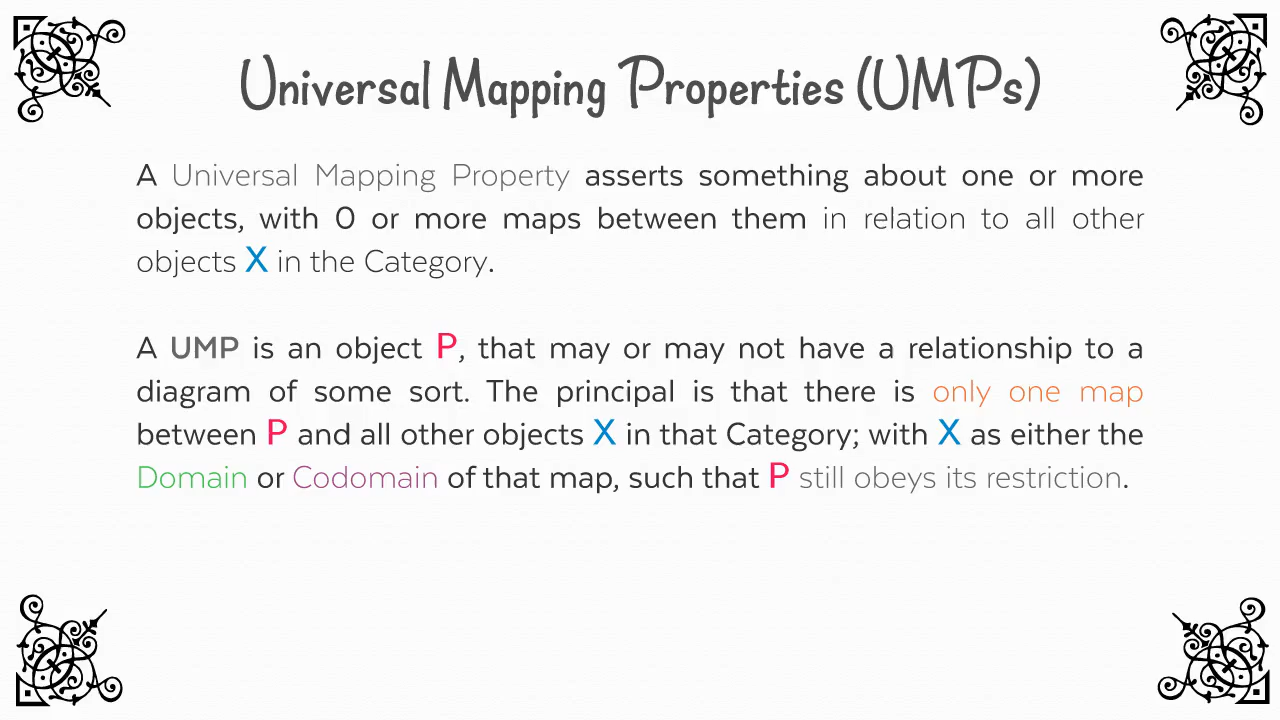 Universal Mapping Properties (UMPs)
A Universal Mapping Property asserts something about one or more
objects, with 0 or more maps between them in relation to all other
objects X in the Category.
A UMP is an object P, that may or may not have a relationship to a
diagram of some sort. The principal is that there is only one map
between P and all other objects X in that Category; with X as either the
Domain or Codomain of that map, such that P still obeys its restriction.